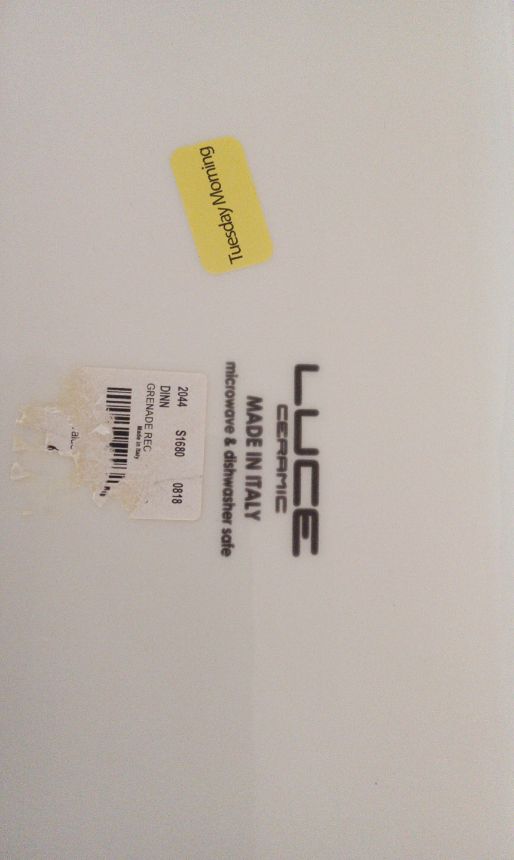 Tuesday Morning
LUCE
CERAMIC
MADE IN ITALY
microwave & dishwasher safe
2044 S1680 0818
DINN
GRENADE REC
Made in Italy